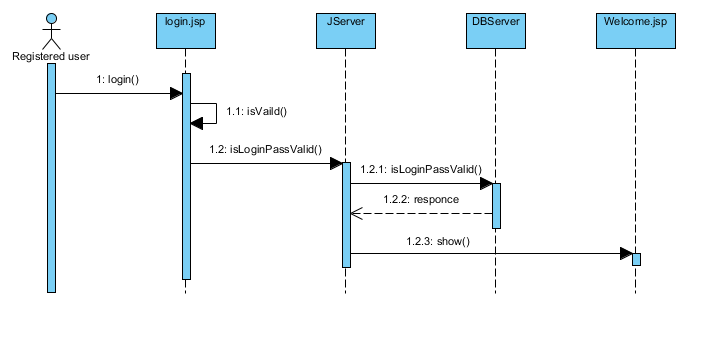 login.jsp
JServer
DBServer
Welcome.jsp
Registered user
1: login()
1.1: isVaild()
1.2: isLoginPassValid()
1.2.1: isLoginPassValid()
1.2.2: responce
1.2.3: show()